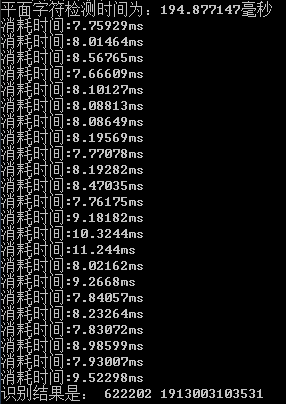 平面字符检测时间为：194.877147毫秒
消耗时间:7.75929ms
消耗时间:8.01464ms
消耗时间:8.56765ms
消耗时间:7.66609ms
消耗时间:8.10127ms
消耗时间:8.08813ms
消耗时间:8.08649ms
消耗时间:8.19569ms
消耗时间:7.77078ms
消耗时间:8.19282ms
消耗时间:8.47035ms
消耗时间:7.76175ms
消耗时间:9.18182ms
消耗时间:10.3244ms
消耗时间:11.244ms
消耗时间:8.02162ms
消耗时间:9.2668ms
消耗时间:7.84057ms
消耗时间:8.23264ms
消耗时间:7.83072ms
消耗时间:8.98599ms
消耗时间:7.93007ms
消耗时间:9.52298ms
识别结果是： 622202 1913003103531